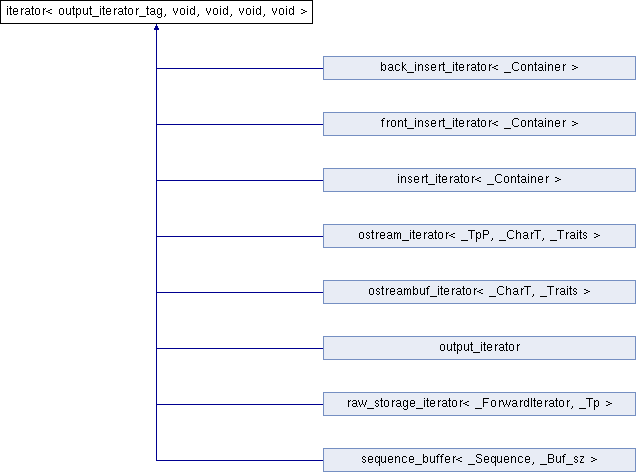 iterator< output_iterator_tag, void, void, void, void >
back_insert_iterator< _Container >
front_insert_iterator< _Container >
insert_iterator< _Container >
ostream_iterator< _TpP, _CharT, _Traits >
ostreambuf_iterator< _CharT, _Traits >
output_iterator
raw_storage_iterator< _ForwardIterator, _Tp >
sequence_buffer< _Sequence, _Buf_sz >